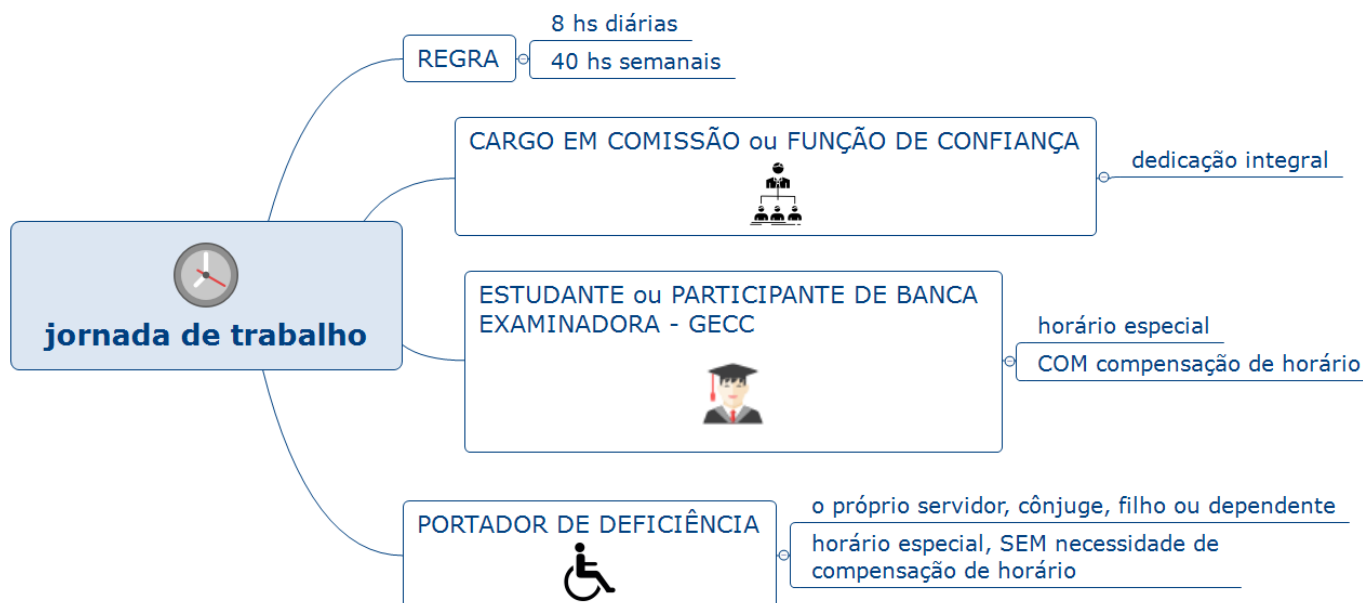 8 hs diárias
REGRA
40 hs semanais
CARGO EM COMISSÃO ou FUNÇÃO DE CONFIANÇA
dedicação integral
jornada de trabalho
ESTUDANTE ou PARTICIPANTE DE BANCA
EXAMINADORA - GECC
horário especial
COM compensação de horário
PORTADOR DE DEFICIÊNCIA
o próprio servidor, cônjuge, filho ou dependente
horário especial, SEM necessidade de
compensação de horário